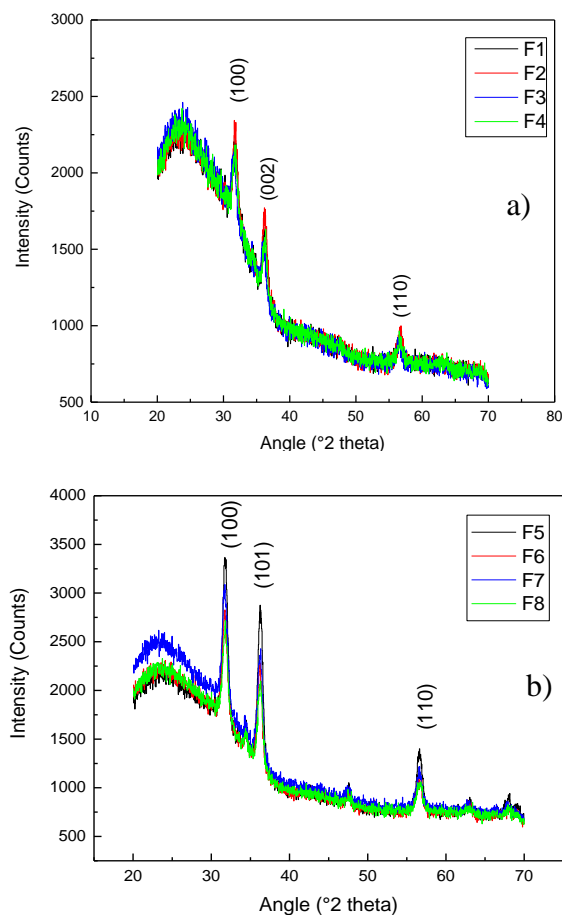 3000
2500
2000
1500
1000
500
Intensity (Counts)
(100)
(002)
(110)
F1
F2
F3
F4
a)
10 20 30 40 50 60 70 80
Angle (°2 theta)
4000
3500
3000
2500
2000
1500
1000
500
Intensity (Counts)
(100)
(101)
(110)
F5
F6
F7
F8
b)
20 30 40 50 60 70
Angle (°2 theta)